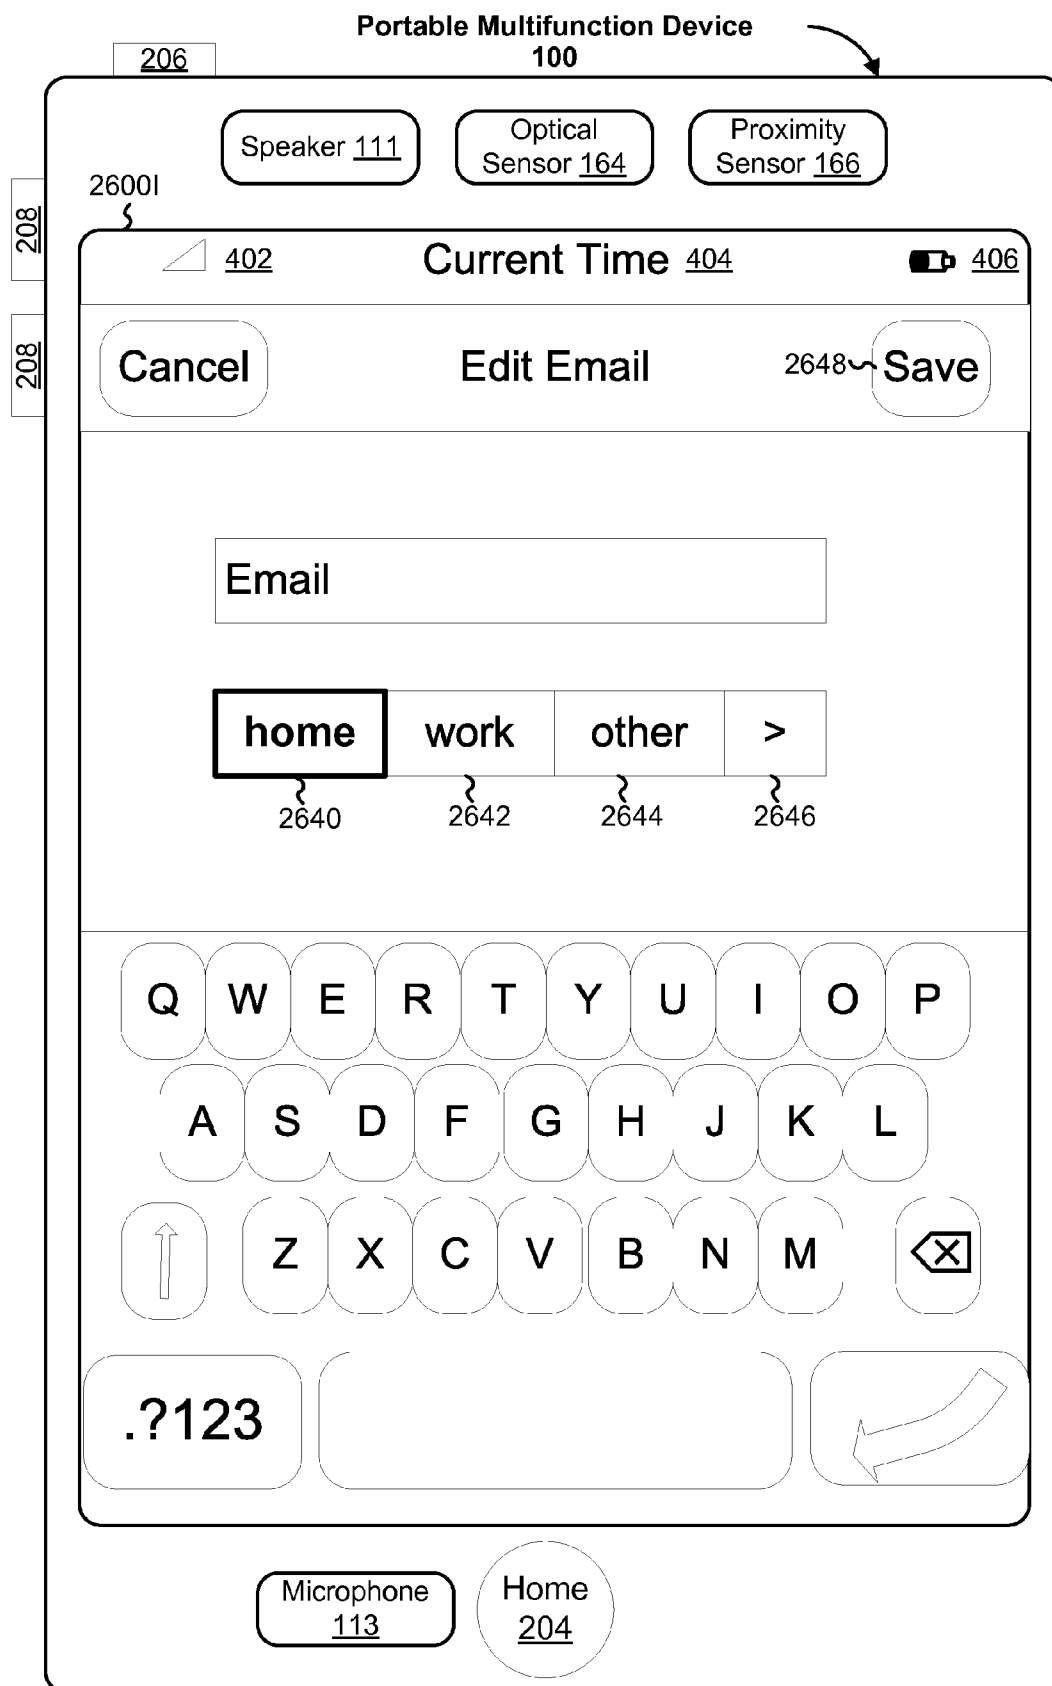 Portable Multifunction Device
100
206
Speaker 111
Optical
Sensor 164
Proximity
Sensor 166
2600I
208
208
402
Current Time 404
406
Cancel
Edit Email
2648
Save
Email
home
work
other
>
2640
2642
2644
2646
Q W E R T Y U I O P
A S D F G H J K L
Z X C V B N M
.?123
Microphone
113
Home
204